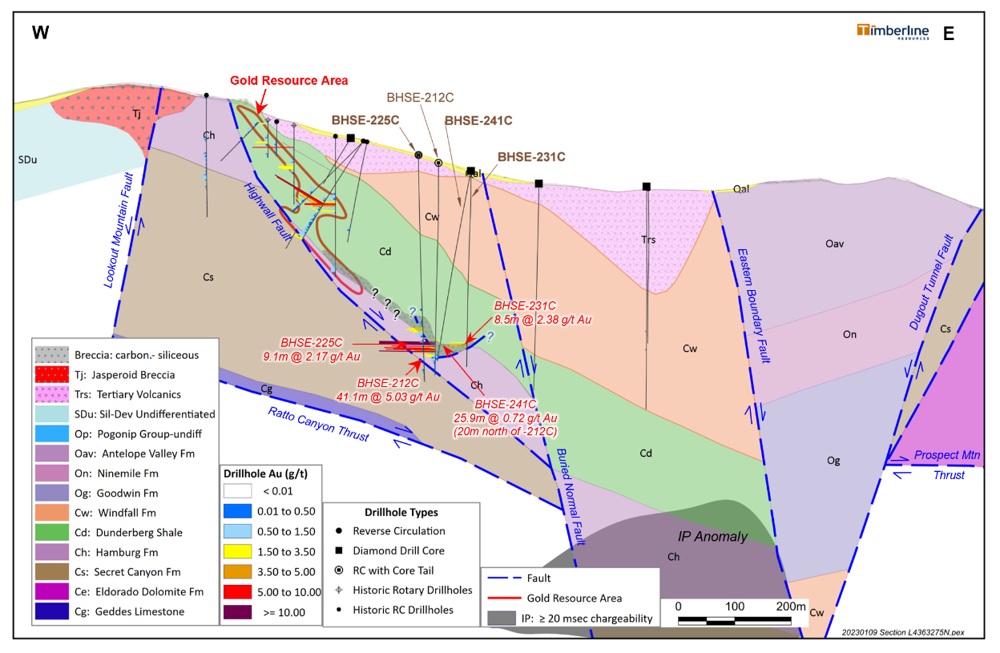 W
Timberline
RESOURCES
E
Gold Resource Area
BHSE-212C
BHSE-225C
BHSE-241C
BHSE-231C
Tj
Ch
SDu
Qal
Qal
Lookout Mountain Fault
Highwall Fault
Cw
Cd
Trs
Oav
Cs
Eastern Boundary Fault
Dugout Tunnel Fault
? ? ?
?
?
BHSE-231C
8.5m @ 2.38 g/t Au
BHSE-225C
9.1m @ 2.17 g/t Au
On
Cs
Cw
BHSE-212C
41.1m @ 5.03 g/t Au
Ch
BHSE-241C
25.9m @ 0.72 g/t Au
(20m north of -212C)
Cg
Ratto Canyon Thrust
Buried Normal Fault
Cd
Og
Prospect Mtn
Thrust
IP Anomaly
Ch
Cw
Breccia: carbon.- siliceous
Tj: Jasperoid Breccia
Trs: Tertiary Volcanics
SDu: Sil-Dev Undifferentiated
Op: Pogonip Group-undiff
Oav: Antelope Valley Fm
On: Ninemile Fm
Og: Goodwin Fm
Cw: Windfall Fm
Cd: Dunderberg Shale
Ch: Hamburg Fm
Cs: Secret Canyon Fm
Ce: Eldorado Dolomite Fm
Cg: Geddes Limestone
Drillhole Au (g/t)
< 0.01
0.01 to 0.50
0.50 to 1.50
1.50 to 3.50
3.50 to 5.00
5.00 to 10.00
>= 10.00
Drillhole Types
Reverse Circulation
Diamond Drill Core
RC with Core Tail
Historic Rotary Drillholes
Historic RC Drillholes
Fault
Gold Resource Area
IP: ≥ 20 msec chargeability
0 100 200m
20230109 Section L4363275N.pex